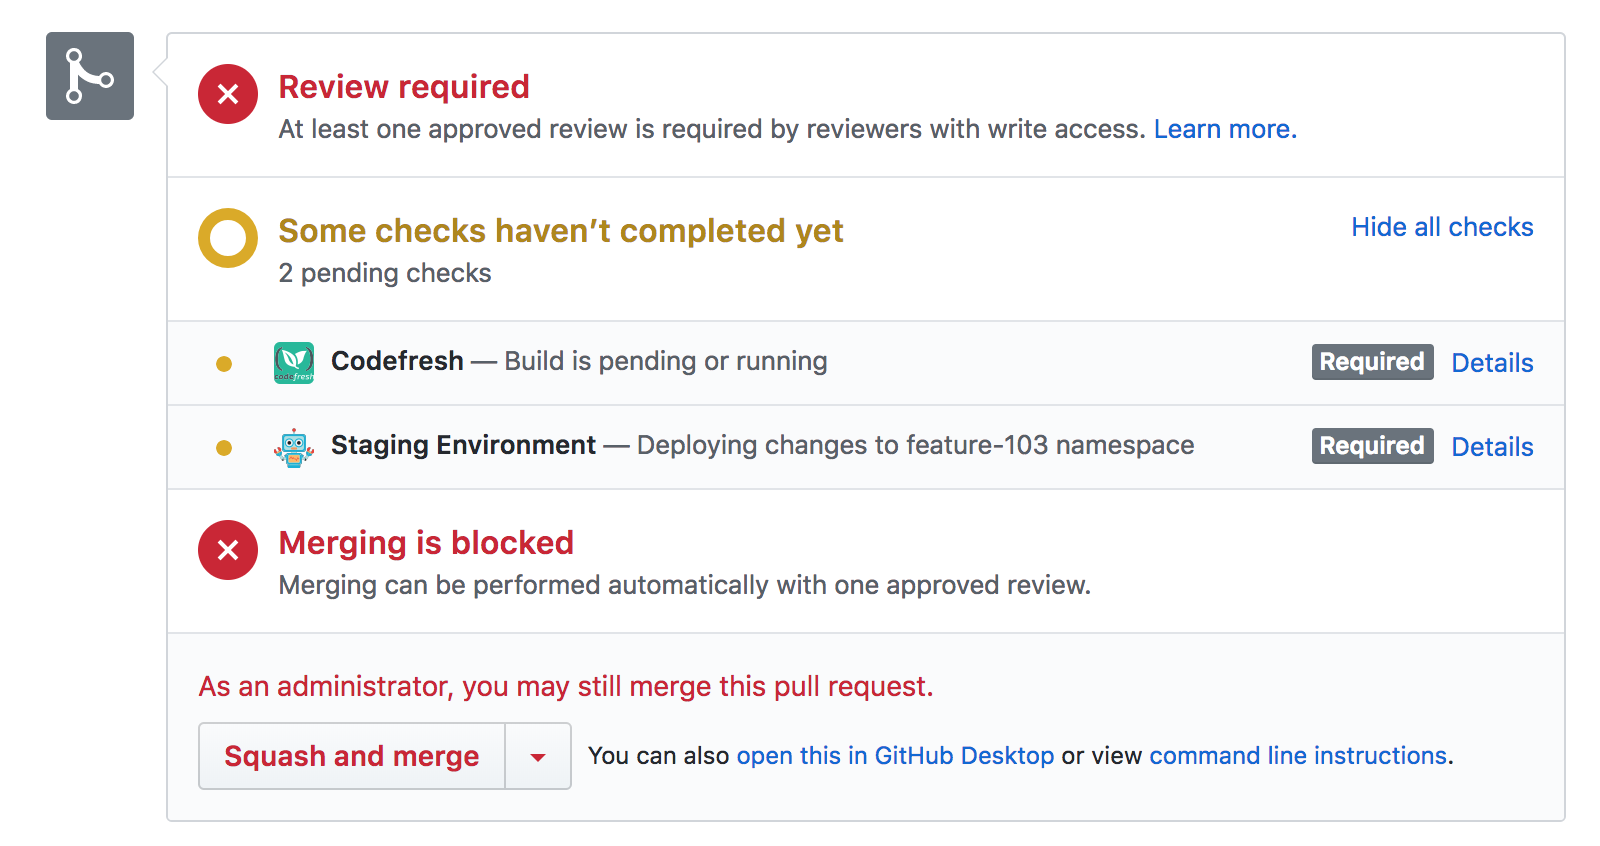 Review required
At least one approved review is required by reviewers with write access. Learn more.
Some checks haven’t completed yet
Hide all checks
2 pending checks
codefresh
Codefresh — Build is pending or running Required Details
Staging Environment — Deploying changes to feature-103 namespace Required Details
Merging is blocked
Merging can be performed automatically with one approved review.
As an administrator, you may still merge this pull request.
Squash and merge You can also open this in GitHub Desktop or view command line instructions.